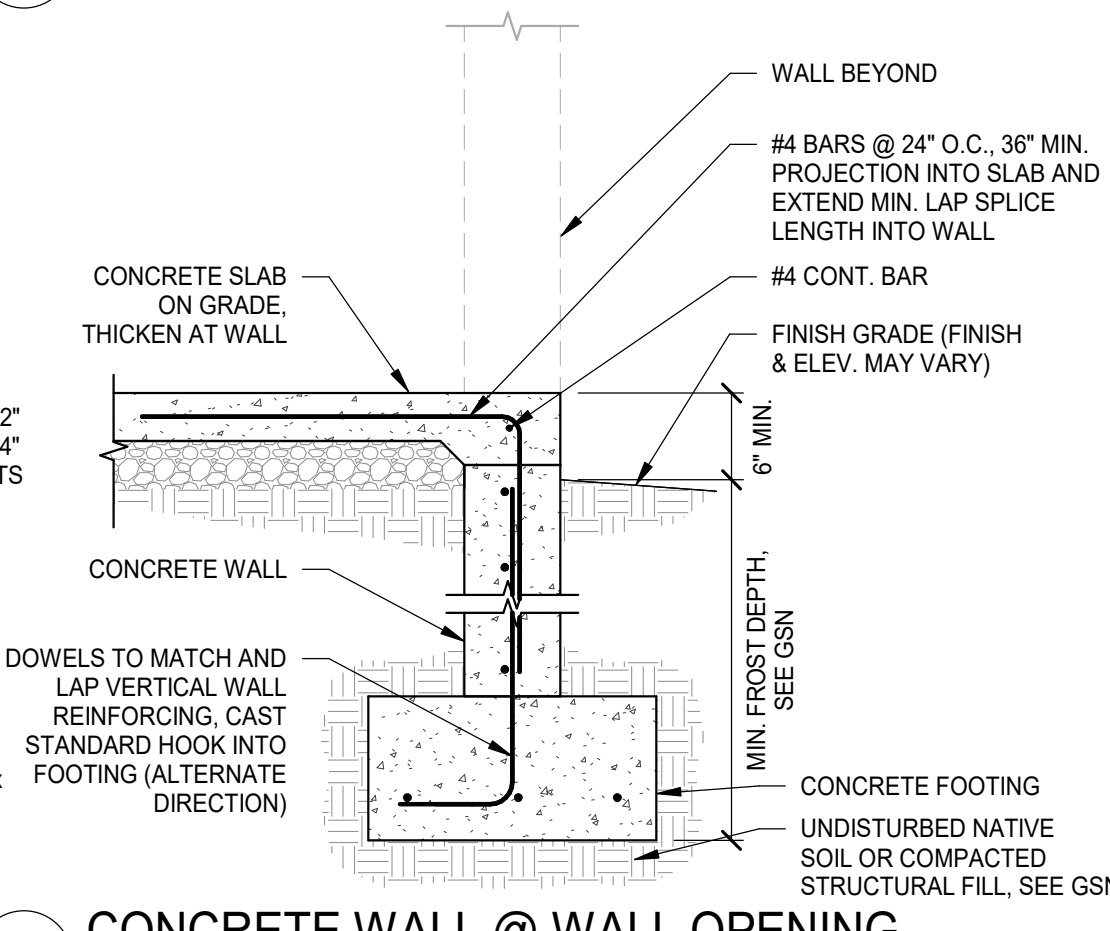 WALL BEYOND
#4 BARS @ 24" O.C., 36" MIN.
PROJECTION INTO SLAB AND
EXTEND MIN. LAP SPLICE
LENGTH INTO WALL
#4 CONT. BAR
FINISH GRADE (FINISH
& ELEV. MAY VARY)
CONCRETE SLAB
ON GRADE,
THICKEN AT WALL
2"
4"
TS
6" MIN.
CONCRETE WALL
DOWELS TO MATCH AND
LAP VERTICAL WALL
REINFORCING, CAST
STANDARD HOOK INTO
FOOTING (ALTERNATE
DIRECTION)
MIN. FROST DEPTH,
SEE GSN
CONCRETE FOOTING
UNDISTURBED NATIVE
SOIL OR COMPACTED
STRUCTURAL FILL, SEE GSN
CONCRETE WALL @ WALL OPENING